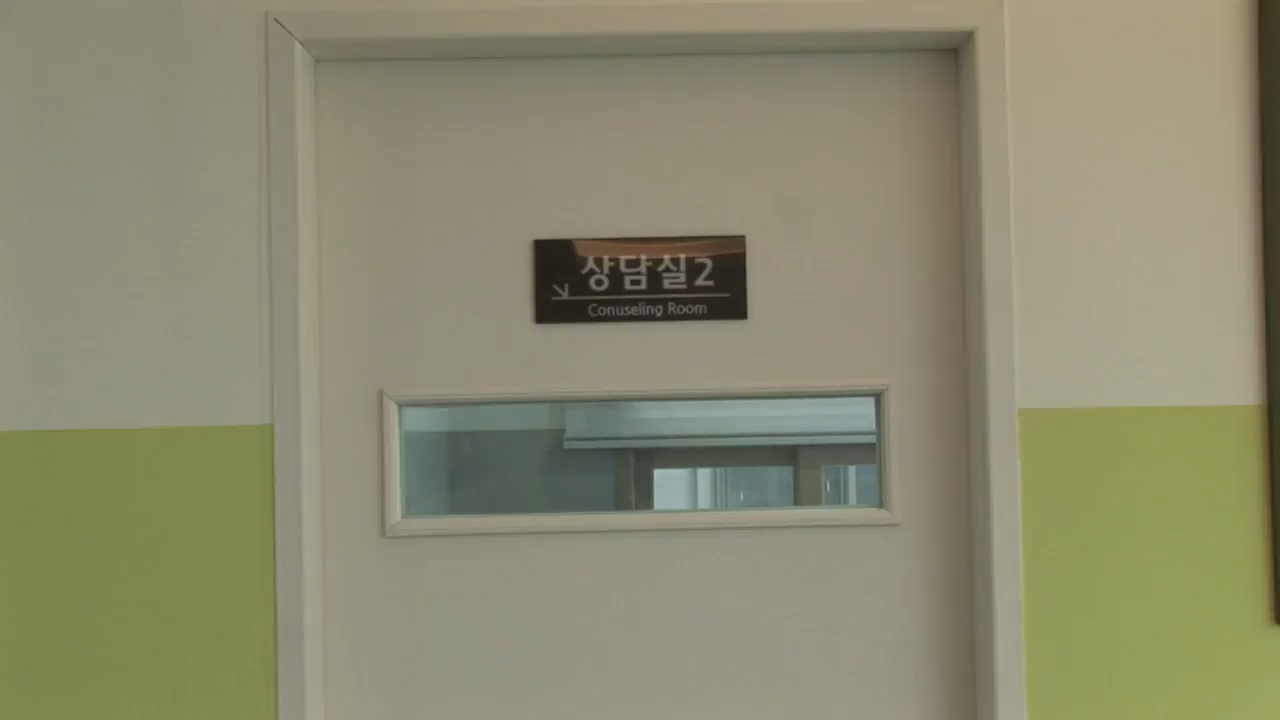 상담실2
Conuseling Room